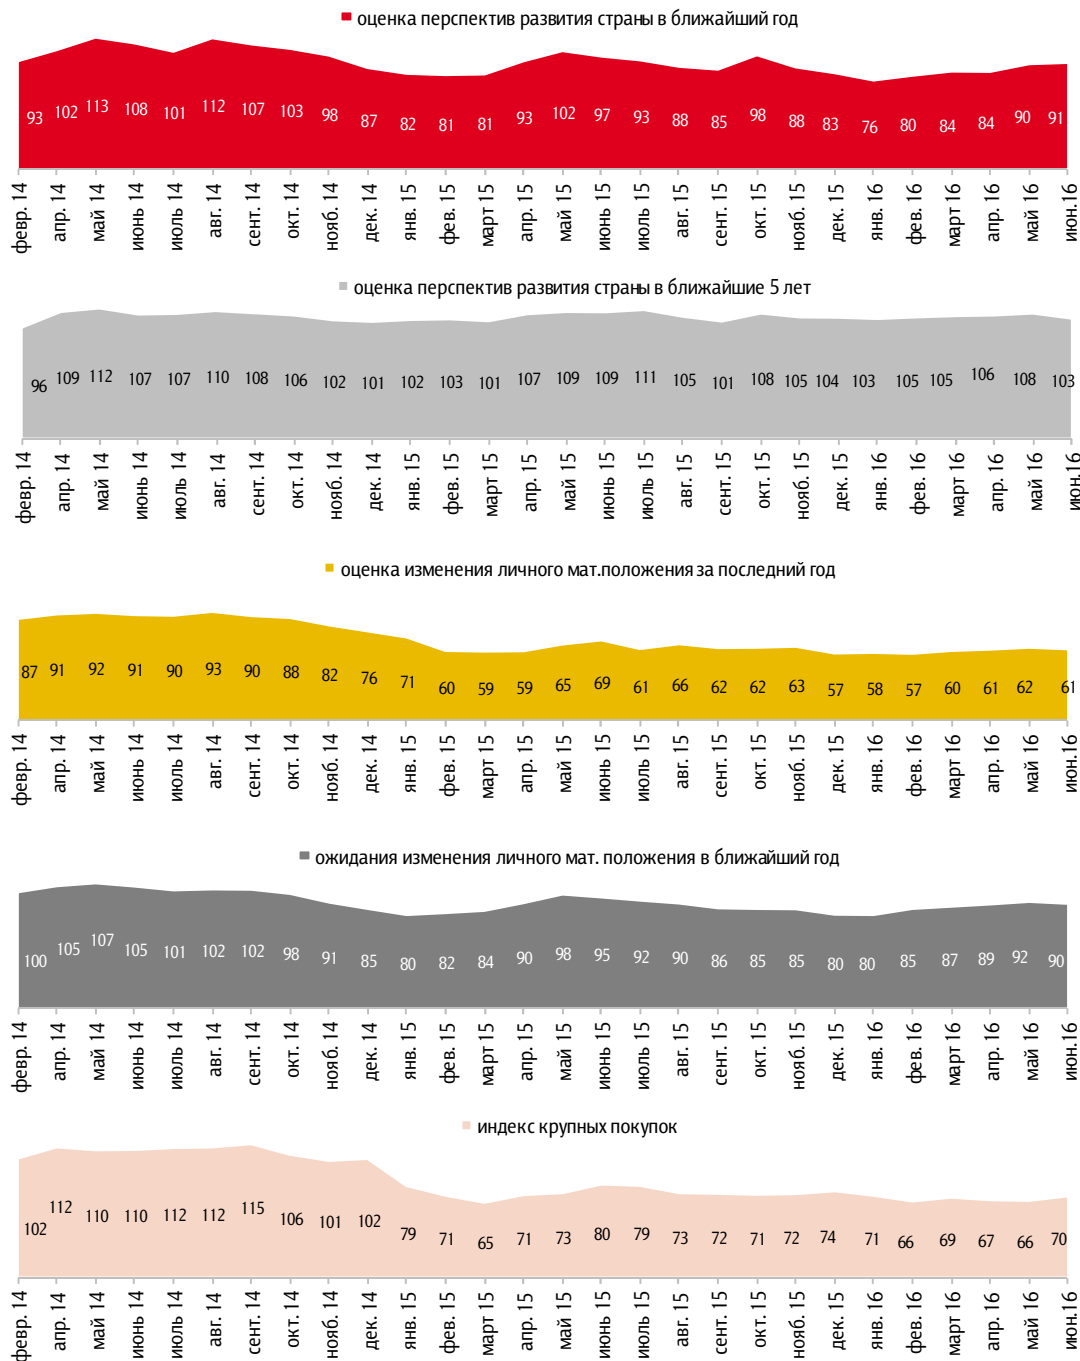 оценка перспектив развития страны в ближайший год
93 102 113 108 101 112 107 103 98 87 82 81 81 93 102 97 93 88 85 98 88 83 76 80 84 84 90 91
февр. 14 апр. 14 май 14 июнь 14 июль 14 авг. 14 сент. 14 окт. 14 нояб. 14 дек. 14 янв. 15 фев. 15 март 15 апр. 15 май 15 июнь 15 июль 15 авг. 15 сент. 15 окт. 15 нояб. 15 дек. 15 янв. 16 фев. 16 март 16 апр. 16 май 16 июн.16
оценка перспектив развития страны в ближайшие 5 лет
96 109 112 107 107 110 108 106 102 101 102 103 101 107 109 109 111 105 101 108 105 104 103 105 105 106 108 103
февр. 14 апр. 14 май 14 июнь 14 июль 14 авг. 14 сент. 14 окт. 14 нояб. 14 дек. 14 янв. 15 фев. 15 март 15 апр. 15 май 15 июнь 15 июль 15 авг. 15 сент. 15 окт. 15 нояб. 15 дек. 15 янв. 16 фев. 16 март 16 апр. 16 май 16 июн.16
оценка изменения личного мат.положения за последний год
87 91 92 91 90 93 90 88 82 76 71 60 59 59 65 69 61 66 62 62 63 57 58 57 60 61 62 61
февр. 14 апр. 14 май 14 июнь 14 июль 14 авг. 14 сент. 14 окт. 14 нояб. 14 дек. 14 янв. 15 фев. 15 март 15 апр. 15 май 15 июнь 15 июль 15 авг. 15 сент. 15 окт. 15 нояб. 15 дек. 15 янв. 16 фев. 16 март 16 апр. 16 май 16 июн.16
ожидания изменения личного мат. положения в ближайший год
100 105 107 105 101 102 102 98 91 85 80 82 84 90 98 95 92 90 86 85 85 80 80 85 87 89 92 90
февр. 14 апр. 14 май 14 июнь 14 июль 14 авг. 14 сент. 14 окт. 14 нояб. 14 дек. 14 янв. 15 фев. 15 март 15 апр. 15 май 15 июнь 15 июль 15 авг. 15 сент. 15 окт. 15 нояб. 15 дек. 15 янв. 16 фев. 16 март 16 апр. 16 май 16 июн.16
индекс крупных покупок
102 112 110 110 112 112 115 106 101 102 79 71 65 71 73 80 79 73 72 71 72 74 71 66 69 67 66 70
февр. 14 апр. 14 май 14 июнь 14 июль 14 авг. 14 сент. 14 окт. 14 нояб. 14 дек. 14 янв. 15 фев. 15 март 15 апр. 15 май 15 июнь 15 июль 15 авг. 15 сент. 15 окт. 15 нояб. 15 дек. 15 янв. 16 фев. 16 март 16 апр. 16 май 16 июн.16